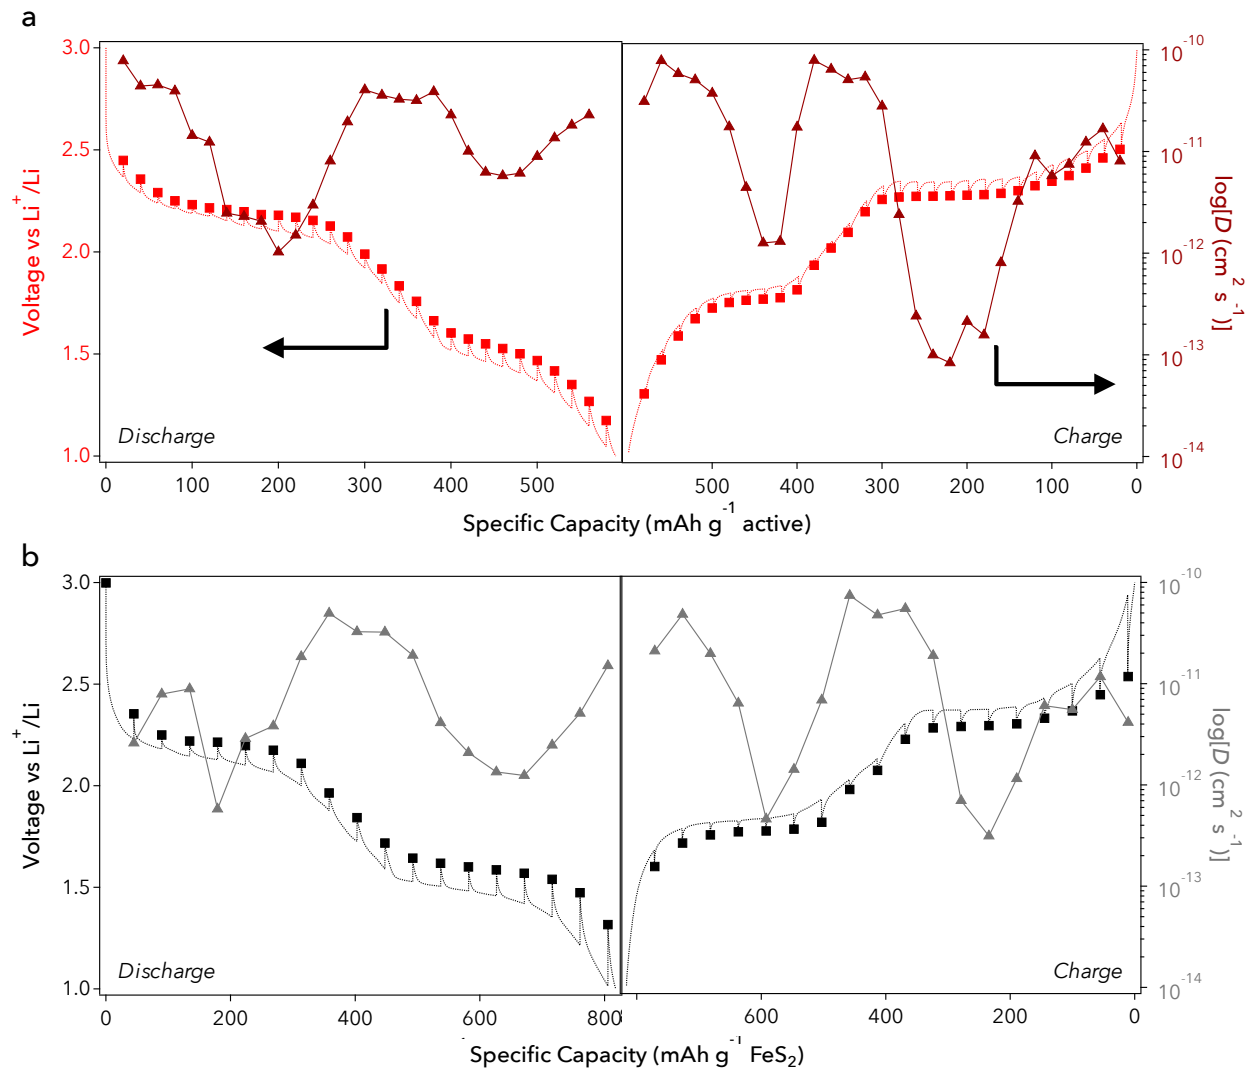 a
3.0
2.5
2.0
1.5
1.0
Voltage vs Li⁺/Li
Discharge
Charge
10⁻¹⁰
10⁻¹¹
10⁻¹²
10⁻¹³
10⁻¹⁴
log[D (cm² s⁻¹)]
0 100 200 300 400 500
500 400 300 200 100 0
Specific Capacity (mAh g⁻¹ active)
b
3.0
2.5
2.0
1.5
1.0
Voltage vs Li⁺/Li
Discharge
Charge
10⁻¹⁰
10⁻¹¹
10⁻¹²
10⁻¹³
10⁻¹⁴
log[D (cm² s⁻¹)]
0 200 400 600 800
600 400 200 0
Specific Capacity (mAh g⁻¹ FeS₂)